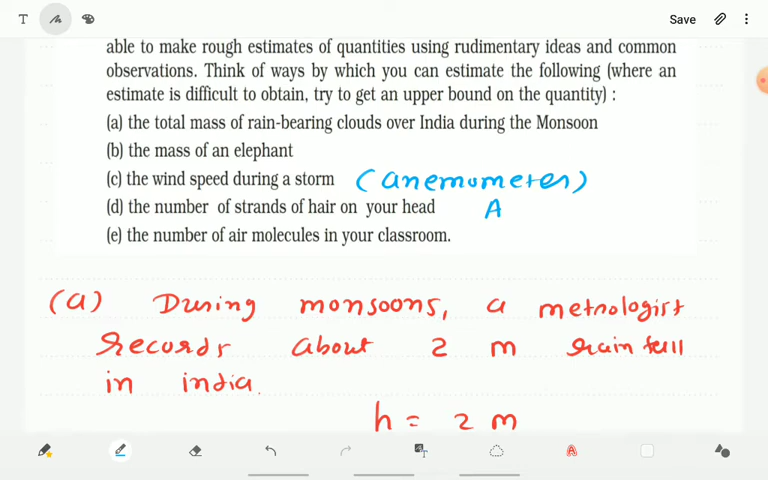 T
Save
able to make rough estimates of quantities using rudimentary ideas and common
observations. Think of ways by which you can estimate the following (where an
estimate is difficult to obtain, try to get an upper bound on the quantity) :
(a) the total mass of rain-bearing clouds over India during the Monsoon
(b) the mass of an elephant
(c) the wind speed during a storm (anemometer)
(d) the number of strands of hair on your head A
(e) the number of air molecules in your classroom.
(a) During monsoons, a metrologist
records about 2 m rainfall
in india.
h = 2 m